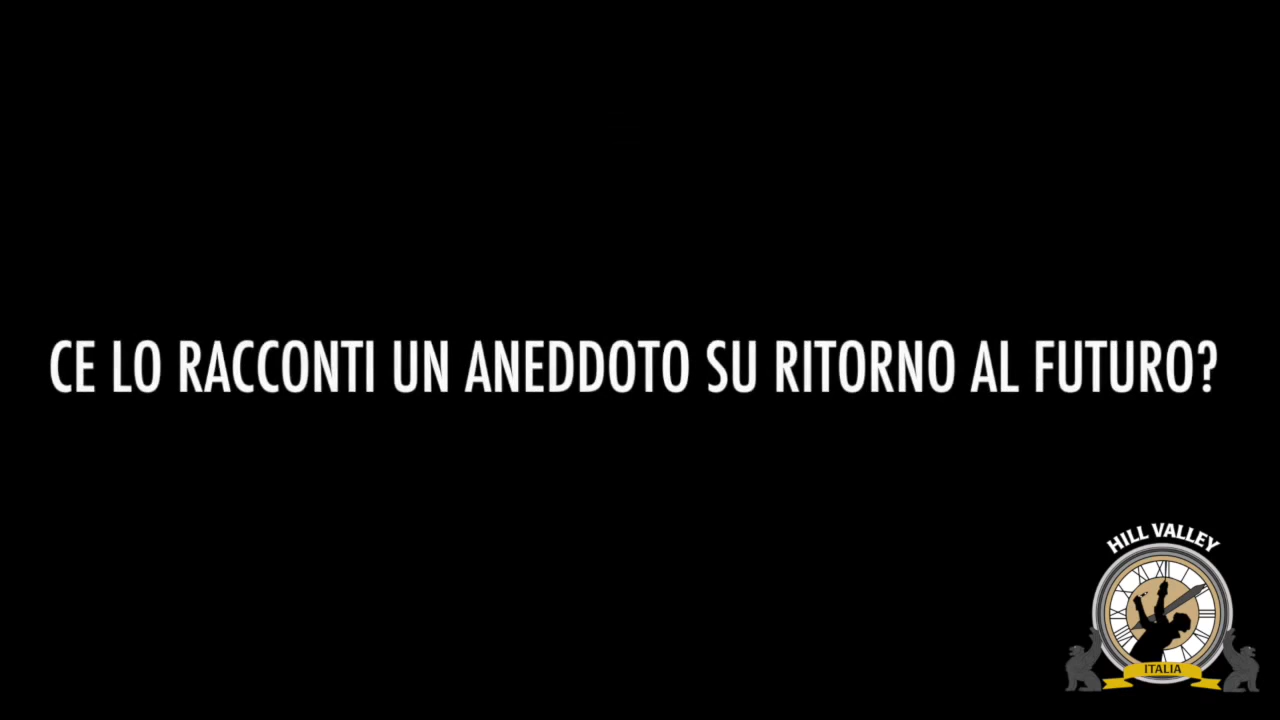 CE LO RACCONTI UN ANEDDOTO SU RITORNO AL FUTURO?
HILL VALLEY
ITALIA